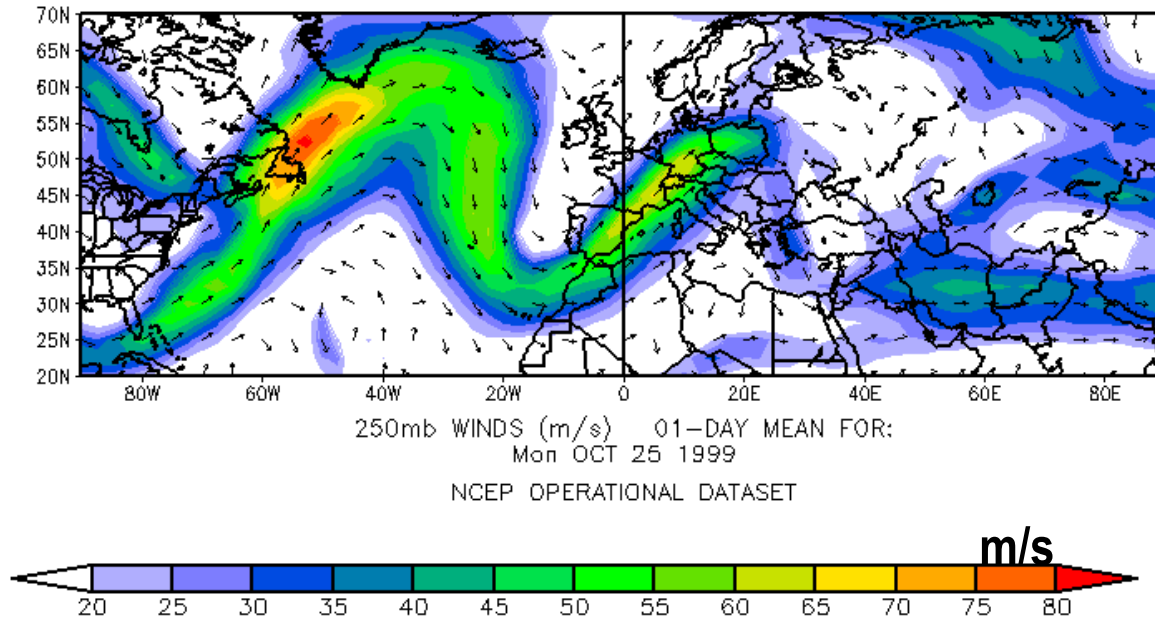 70N
65N
60N
55N
50N
45N
40N
35N
30N
25N
20N
80W 60W 40W 20W 0 20E 40E 60E 80E
250mb WINDS (m/s) 01-DAY MEAN FOR:
Mon OCT 25 1999
NCEP OPERATIONAL DATASET
m/s
20 25 30 35 40 45 50 55 60 65 70 75 80